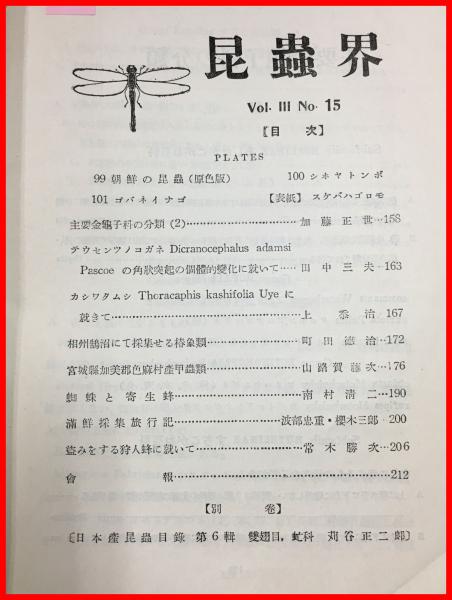 昆蟲界
Vol. III No. 15
【目次】
PLATES
99 朝鮮の昆蟲(原色版) 100 シホヤトンボ
101 コバネイナゴ 【表紙】 スケバハゴロモ
主要金龜子科の分類 (2)……………………加藤正世…158
テウセンツノコガネ Dicranocephalus adamsi
Pascoe の角狀突起の個體的變化に就いて……田中三夫…163
カシワタムシ Thoracaphis kashifolia Uye に
就きて……………………………………上 泰治 167
相州鵠沼にて採集せる椿象類……………………町田德治…172
宮城縣加美郡色麻村產甲蟲類……………………山路賀藤次…176
蜘蛛と寄生蜂……………………………………南村清二…190
滿鮮採集旅行記……………………波部忠重・櫻木三郎…200
盜みをする狩人蜂に就いて……………………常木勝次…206
會報……………………………………………212
【別卷】
〔日本產昆蟲目錄 第6輯 雙翅目, 虻科 苅谷正二郎〕